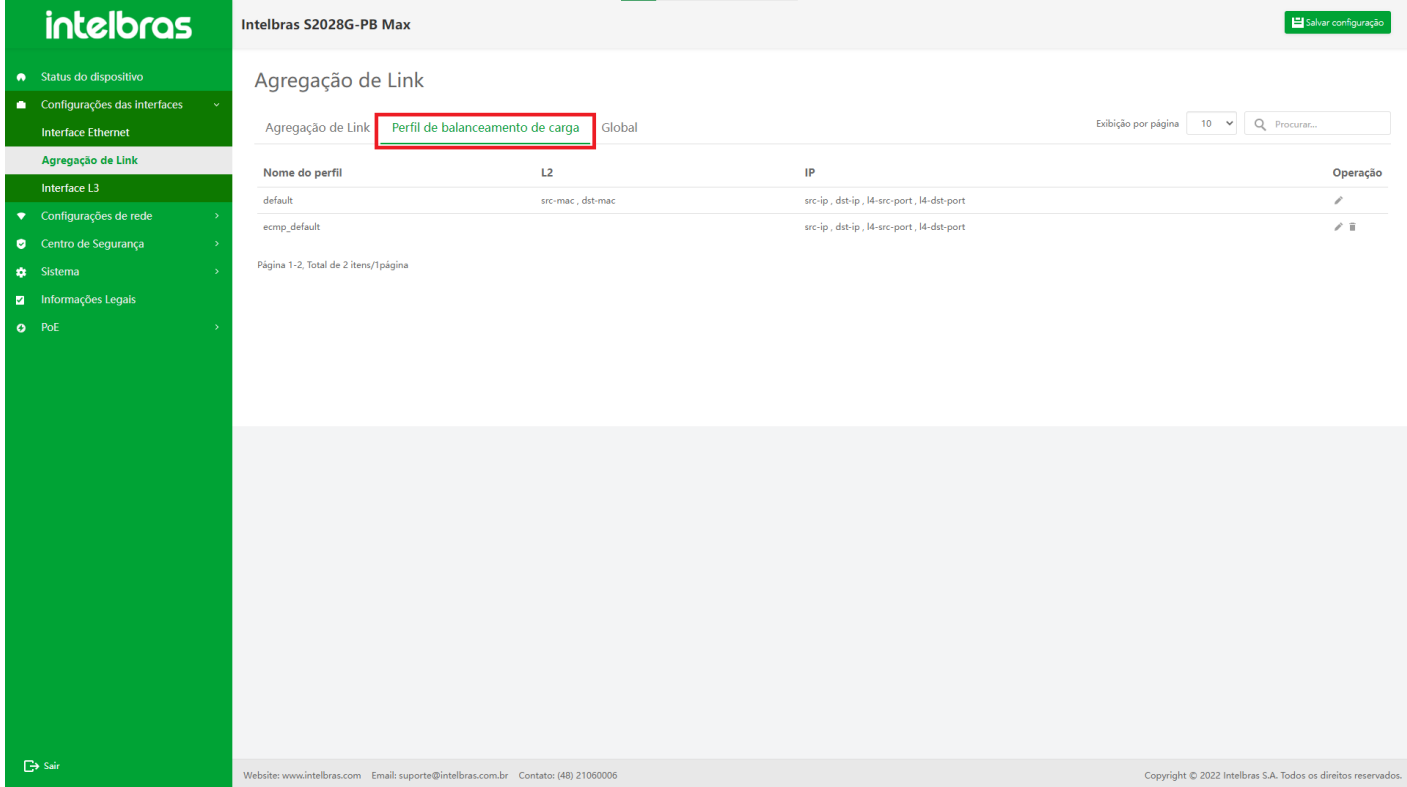 intelbras
Intelbras S2028G-PB Max
Salvar configuração
Status do dispositivo
Configurações das interfaces
Interface Ethernet
Agregação de Link
Interface L3
Configurações de rede
Centro de Segurança
Sistema
Informações Legais
PoE
Sair
Agregação de Link
Agregação de Link Perfil de balanceamento de carga Global
Exibição por página 10 Procurar...
Nome do perfil L2 IP Operação
default src-mac , dst-mac src-ip , dst-ip , l4-src-port , l4-dst-port
ecmp_default src-ip , dst-ip , l4-src-port , l4-dst-port
Página 1-2, Total de 2 itens/1página
Website: www.intelbras.com Email: suporte@intelbras.com.br Contato: (48) 21060006
Copyright © 2022 Intelbras S.A. Todos os direitos reservados.